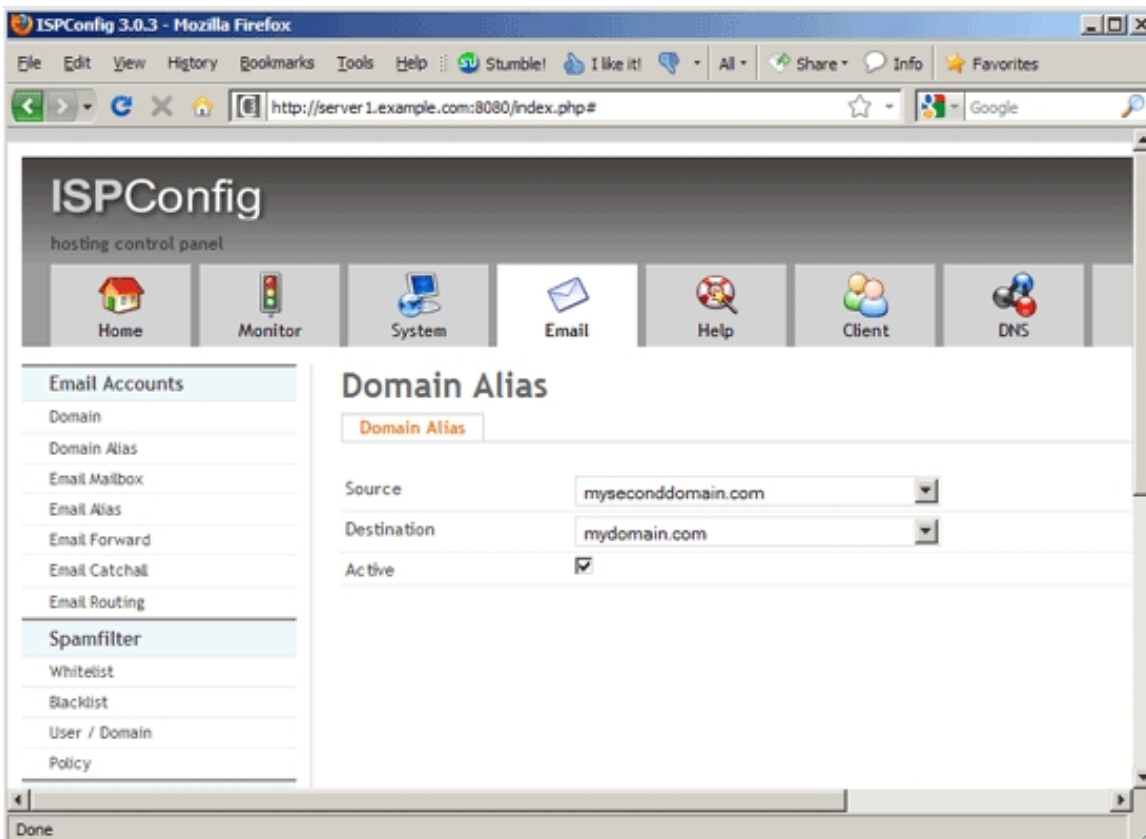 ISPConfig 3.0.3 - Mozilla Firefox
File Edit View History Bookmarks Tools Help Stumble! I like it! All Share Info Favorites
http://server1.example.com:8080/index.php# Google
ISPConfig
hosting control panel
Home Monitor System Email Help Client DNS
Email Accounts
Domain
Domain Alias
Email Mailbox
Email Alias
Email Forward
Email Catchall
Email Routing
Spamfilter
Whitelist
Blacklist
User / Domain
Policy
Domain Alias
Domain Alias
Source myseconddomain.com
Destination mydomain.com
Active
Done